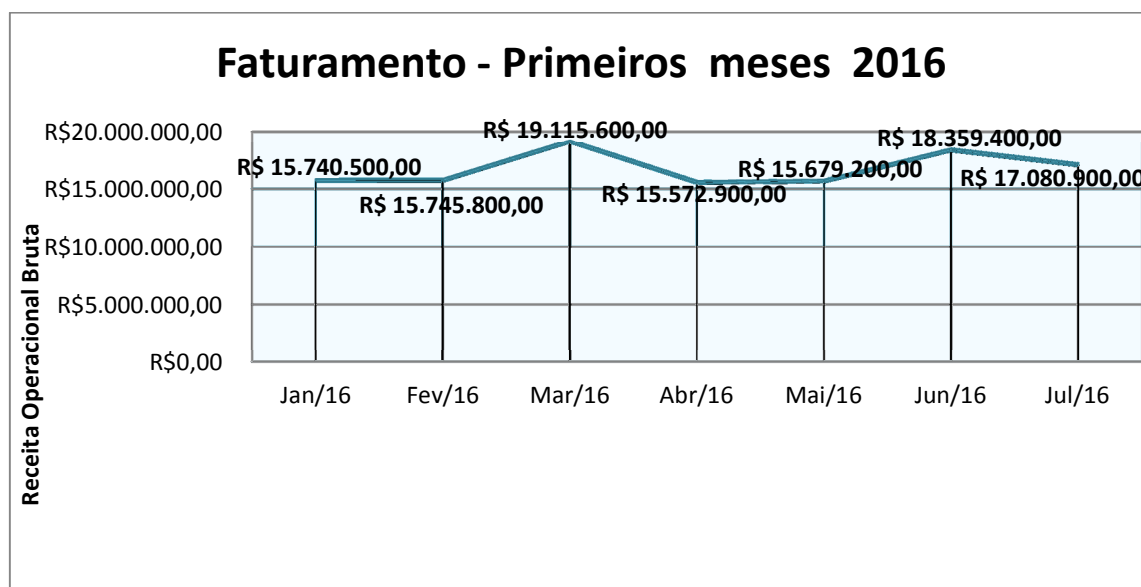 Faturamento - Primeiros meses 2016
Receita Operacional Bruta
R$20.000.000,00
R$15.000.000,00
R$10.000.000,00
R$5.000.000,00
R$0,00
R$ 15.740.500,00
R$ 15.745.800,00
R$ 19.115.600,00
R$ 15.572.900,00
R$ 15.679.200,00
R$ 18.359.400,00
R$ 17.080.900,00
Jan/16 Fev/16 Mar/16 Abr/16 Mai/16 Jun/16 Jul/16